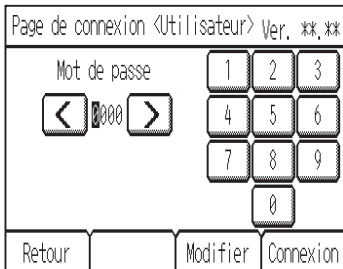 Page de connexion <Utilisateur> Ver. **.**
Mot de passe
< 0000 >
1 2 3
4 5 6
7 8 9
0
Retour Modifier Connexion